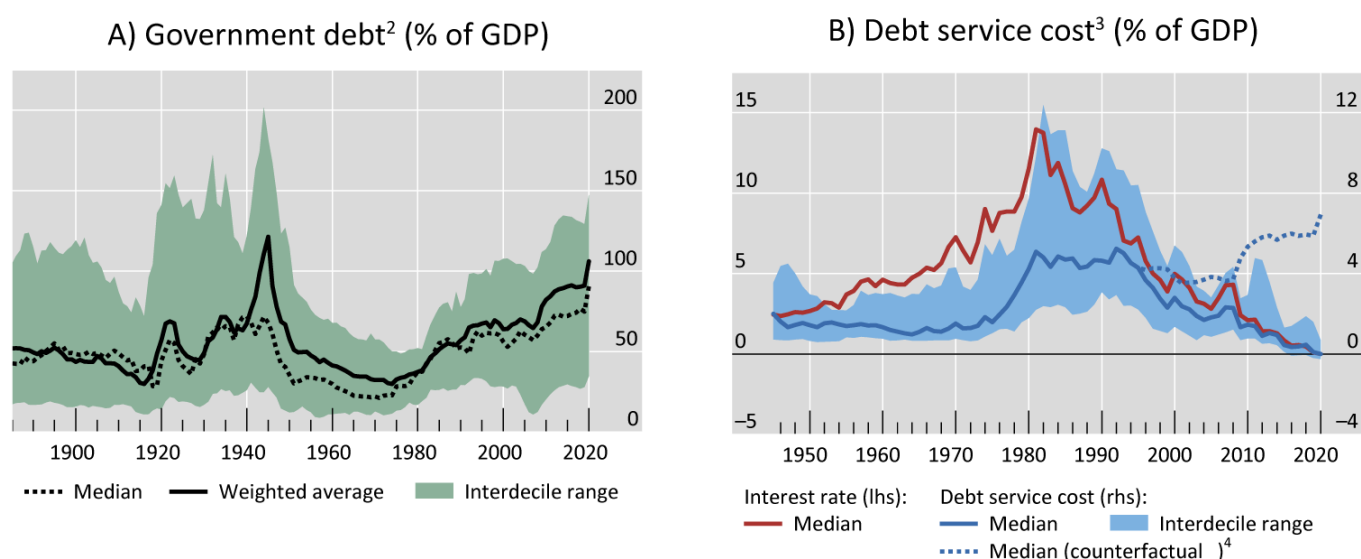 A) Government debt² (% of GDP)
200
150
100
50
0
1900 1920 1940 1960 1980 2000 2020
Median Weighted average Interdecile range
B) Debt service cost³ (% of GDP)
15 12
10 8
5 4
0 0
−5 −4
1950 1960 1970 1980 1990 2000 2010 2020
Interest rate (lhs): Debt service cost (rhs):
Median Median Interdecile range
Median (counterfactual )⁴